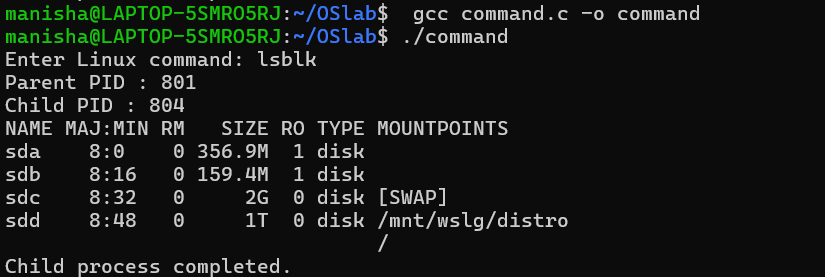 manisha@LAPTOP-5SMRO5RJ:~/OSlab$  gcc command.c -o command
manisha@LAPTOP-5SMRO5RJ:~/OSlab$ ./command
Enter Linux command: lsblk
Parent PID : 801
Child PID : 804
NAME MAJ:MIN RM   SIZE RO TYPE MOUNTPOINTS
sda    8:0    0 356.9M  1 disk
sdb    8:16   0 159.4M  1 disk
sdc    8:32   0     2G  0 disk [SWAP]
sdd    8:48   0     1T  0 disk /mnt/wslg/distro
                               /
Child process completed.